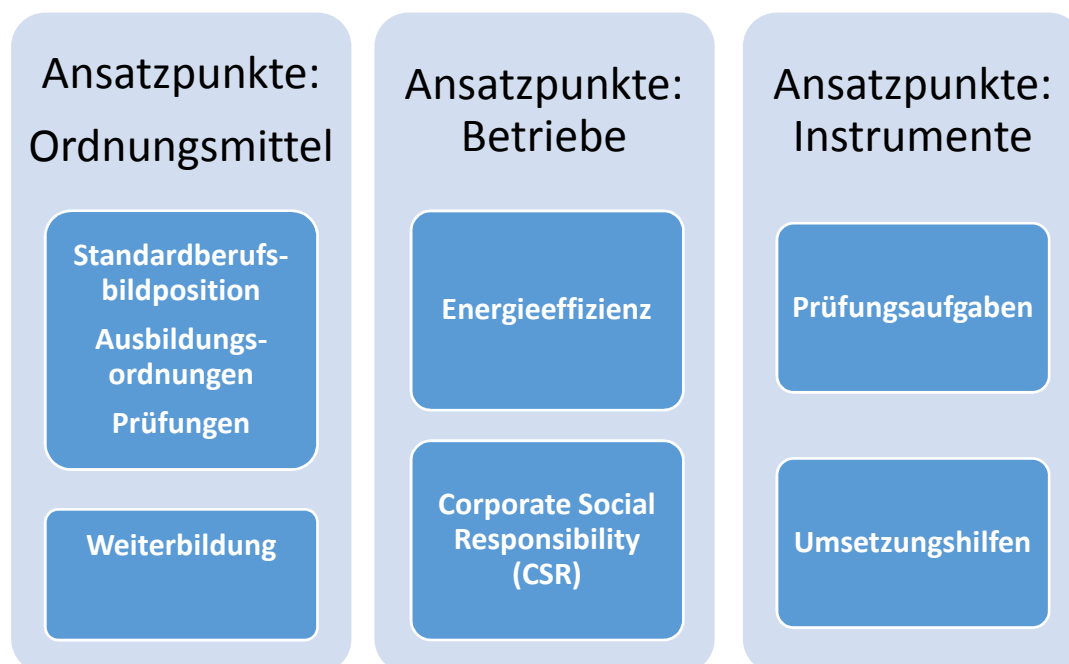 Ansatzpunkte:
Ordnungsmittel
Standardberufs-
bildposition
Ausbildungs-
ordnungen
Prüfungen
Weiterbildung
Ansatzpunkte:
Betriebe
Energieeffizienz
Corporate Social
Responsibility
(CSR)
Ansatzpunkte:
Instrumente
Prüfungsaufgaben
Umsetzungshilfen